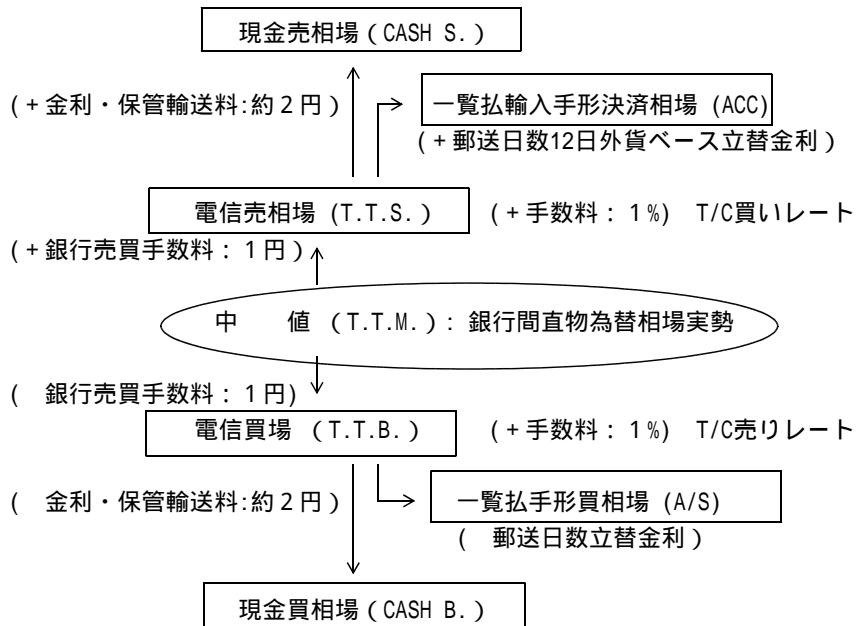 現金売相場（CASH S.）
(＋金利・保管輸送料:約２円）
一覧払輸入手形決済相場 (ACC)
(＋郵送日数12日外貨ベース立替金利）
電信売相場 (T.T.S.） (＋手数料：１%) T/C買いレート
(＋銀行売買手数料：１円）
中 値 （T.T.M.）: 銀行間直物為替相場実勢
( 銀行売買手数料：１円)
電信買場 （T.T.B.） (＋手数料：１%) T/C売りレート
( 金利・保管輸送料:約２円）
一覧払手形買相場 (A/S)
( 郵送日数立替金利）
現金買相場（CASH B.）